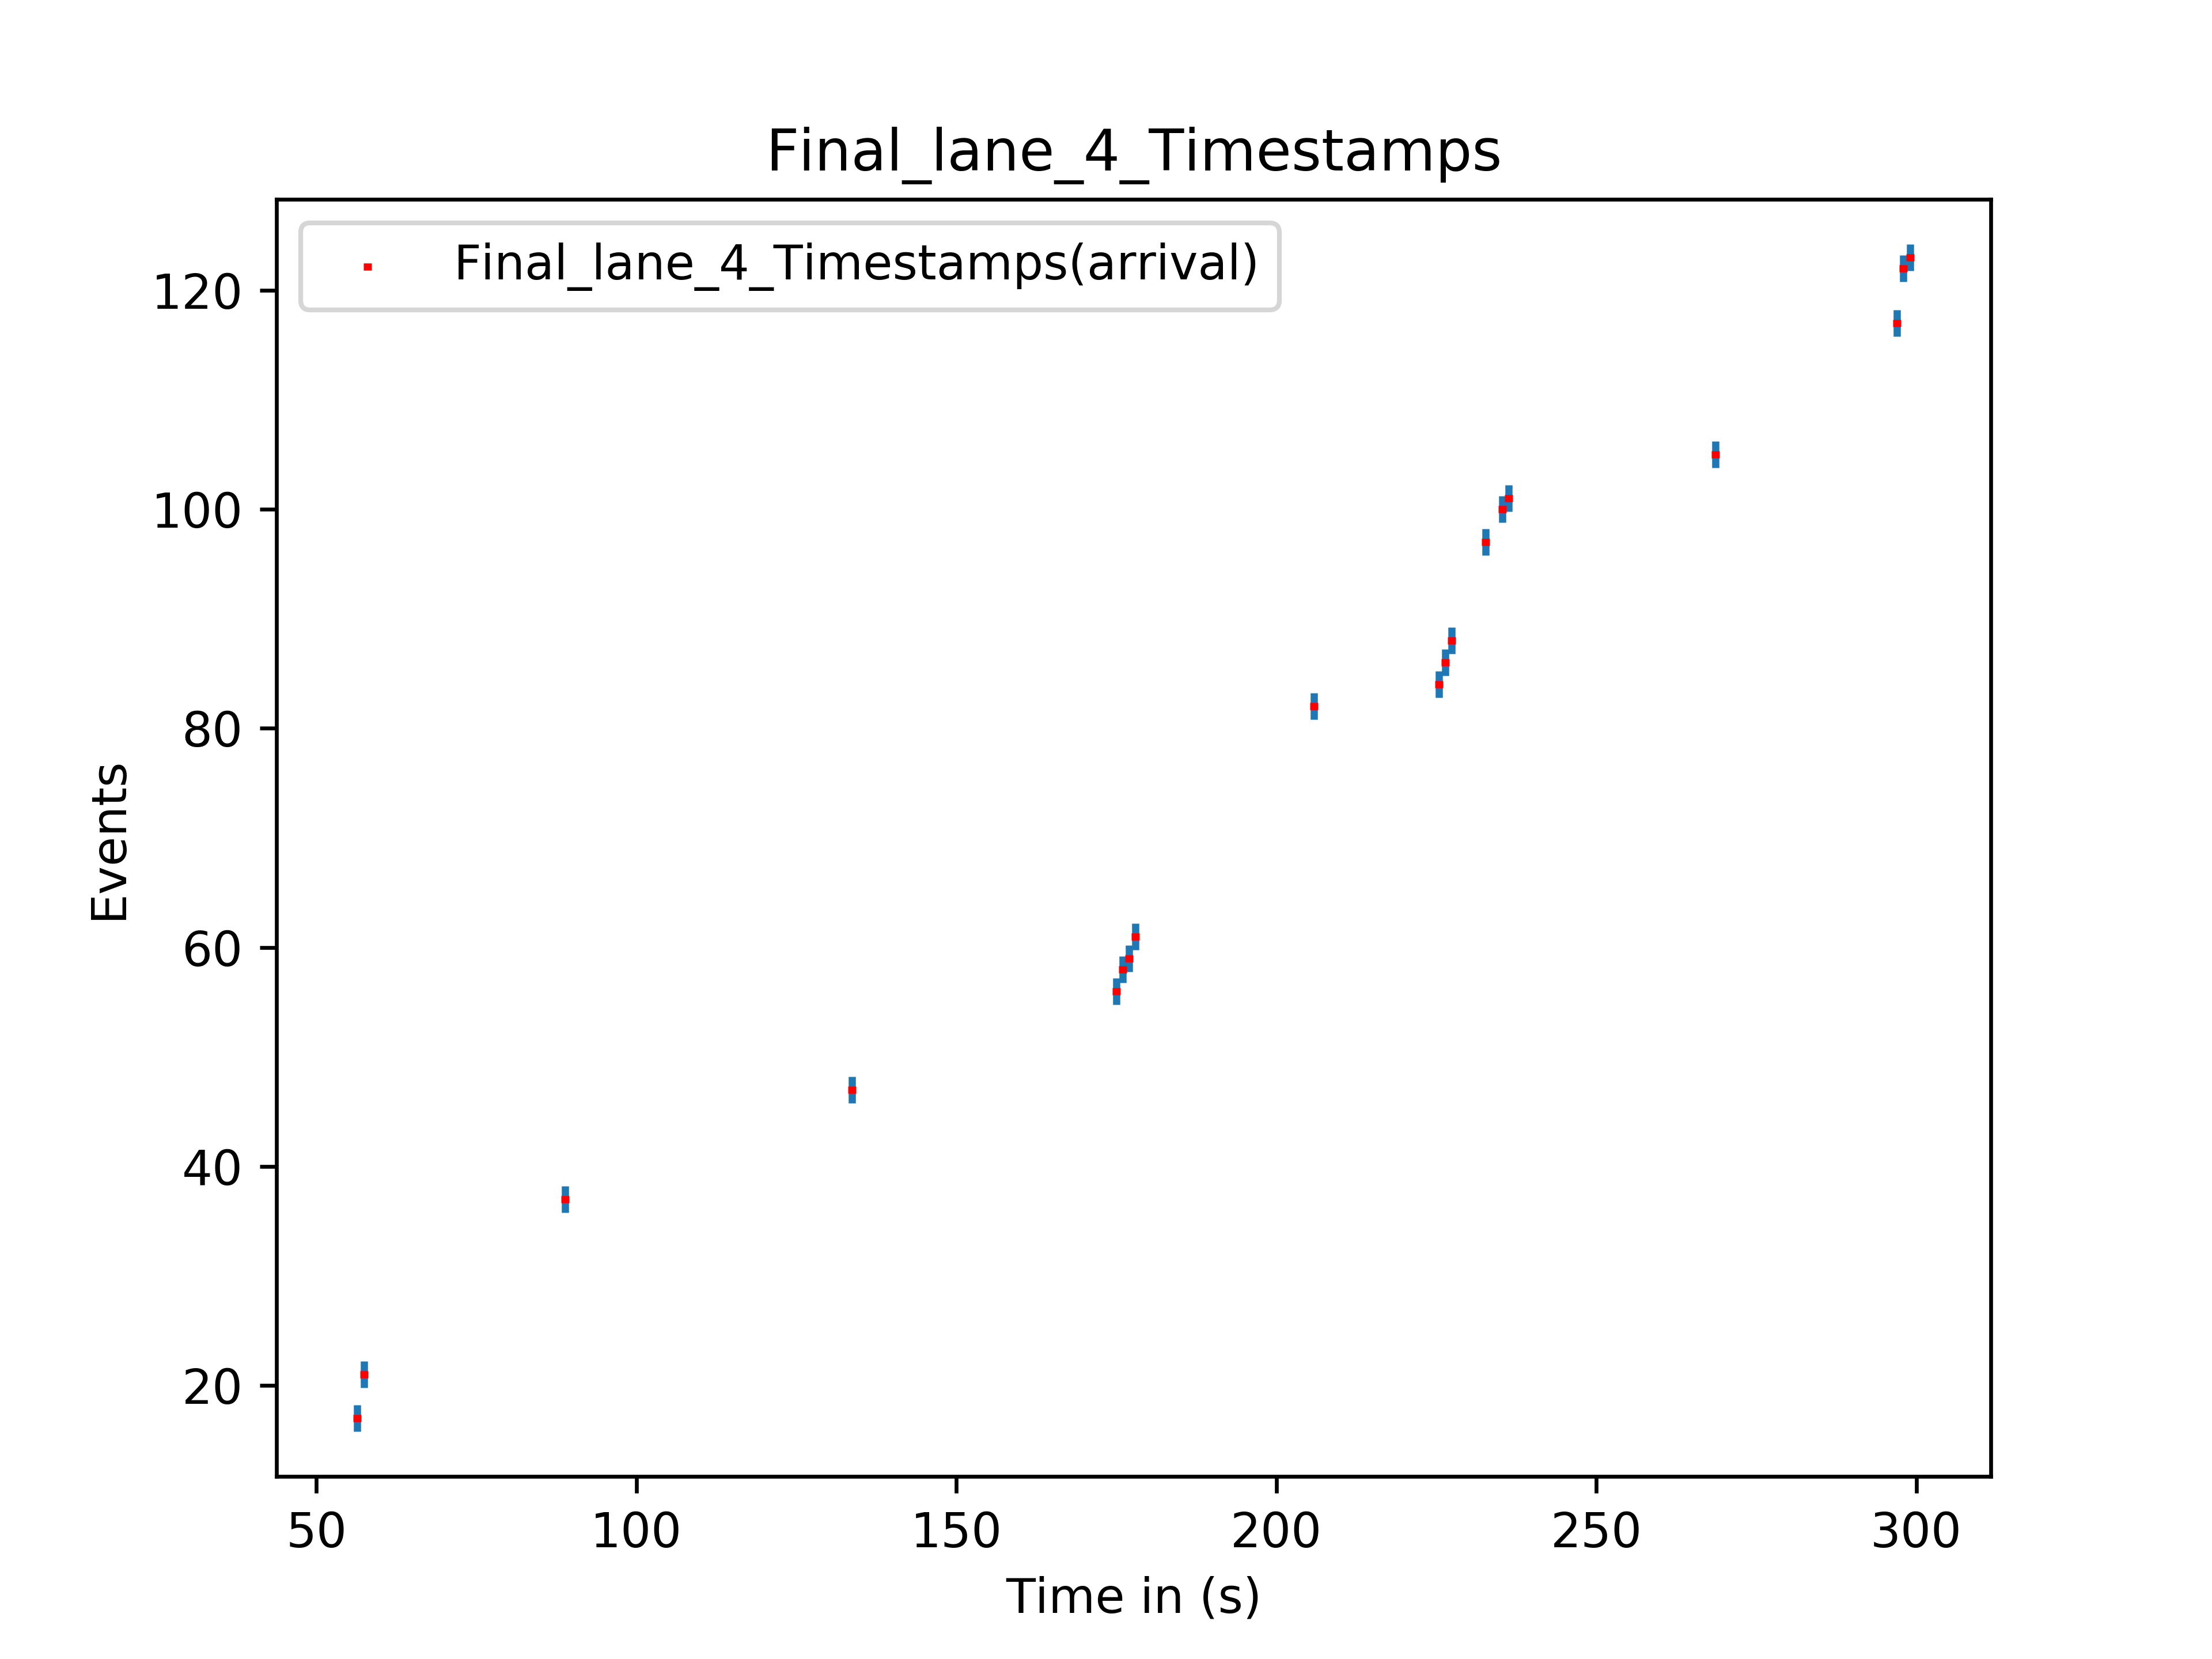 Final_lane_4_Timestamps
Final_lane_4_Timestamps(arrival)
120
100
80
60
40
20
Events
50 100 150 200 250 300
Time in (s)